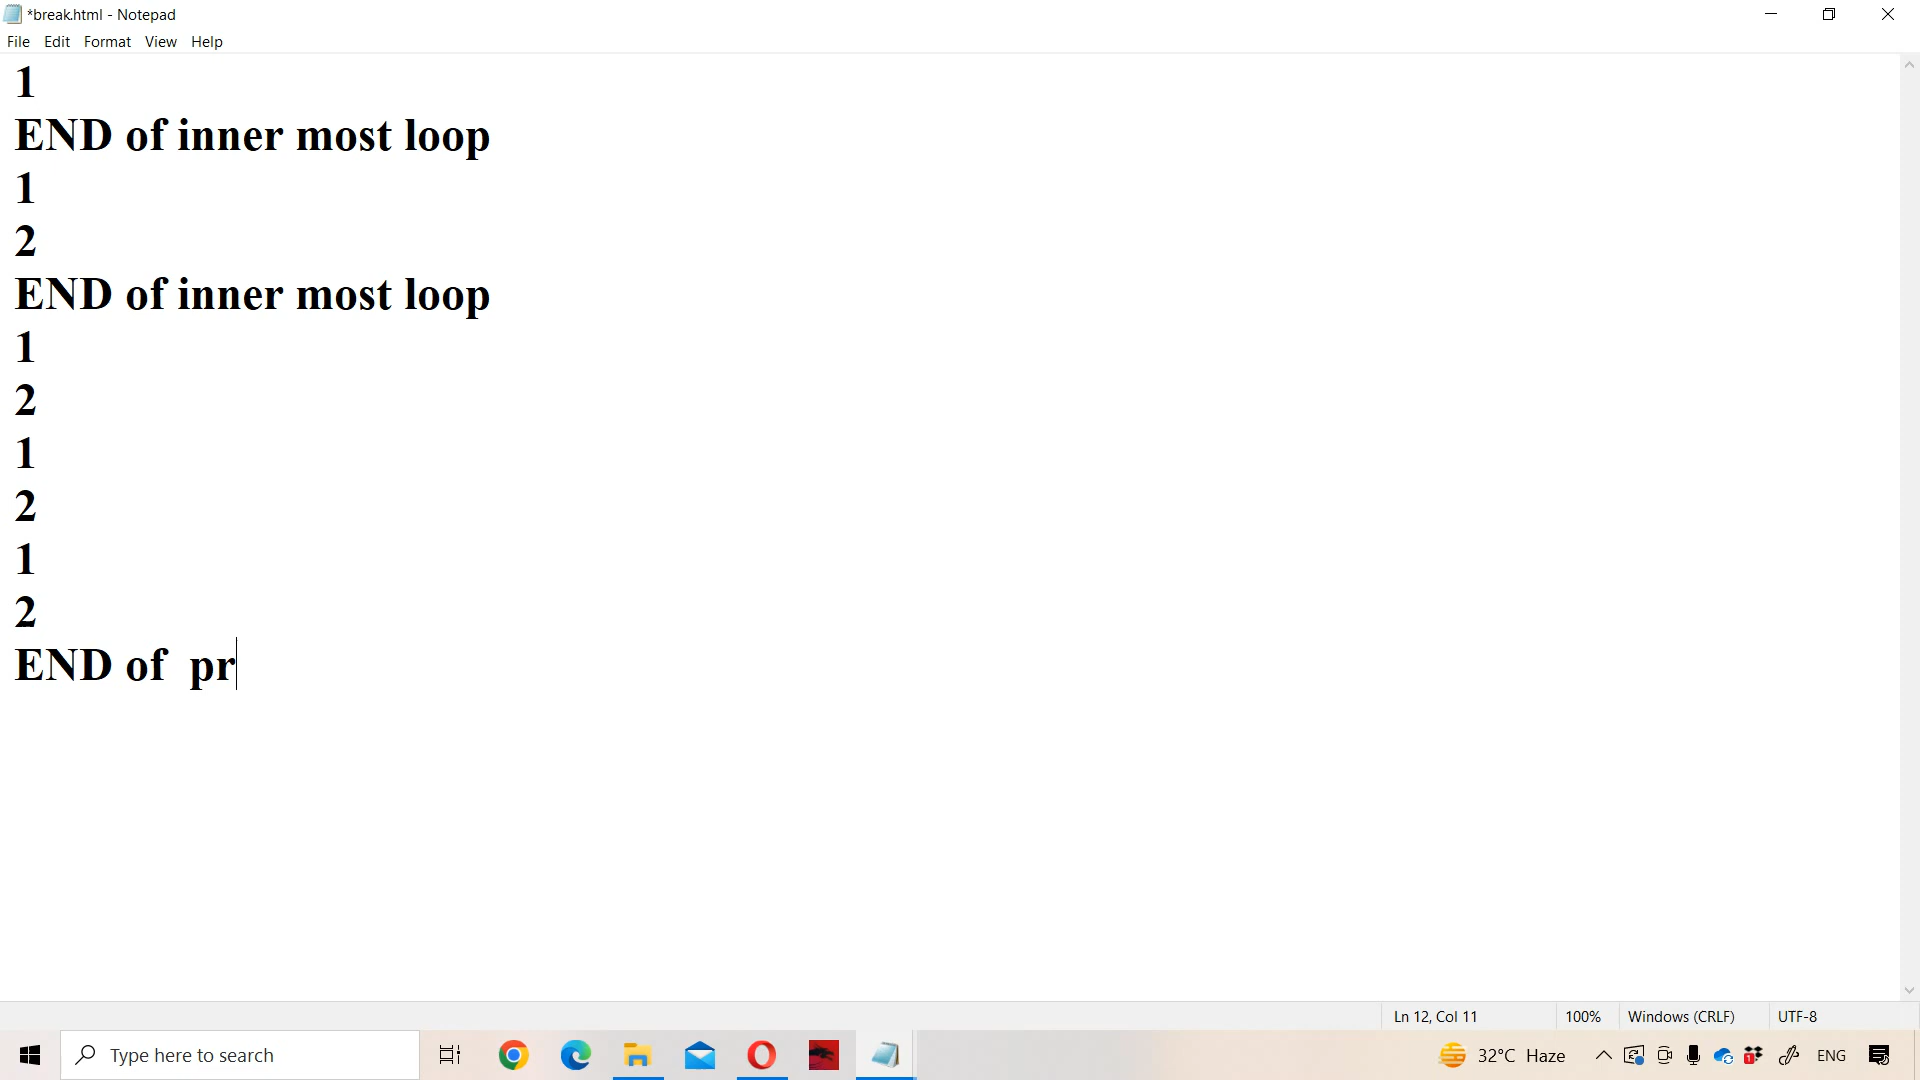 *break.html - Notepad
File Edit Format View Help
1
END of inner most loop
1
2
END of inner most loop
1
2
1
2
1
2
END of  pr
Ln 12, Col 11 100% Windows (CRLF) UTF-8
Type here to search 32°C Haze 1 ENG